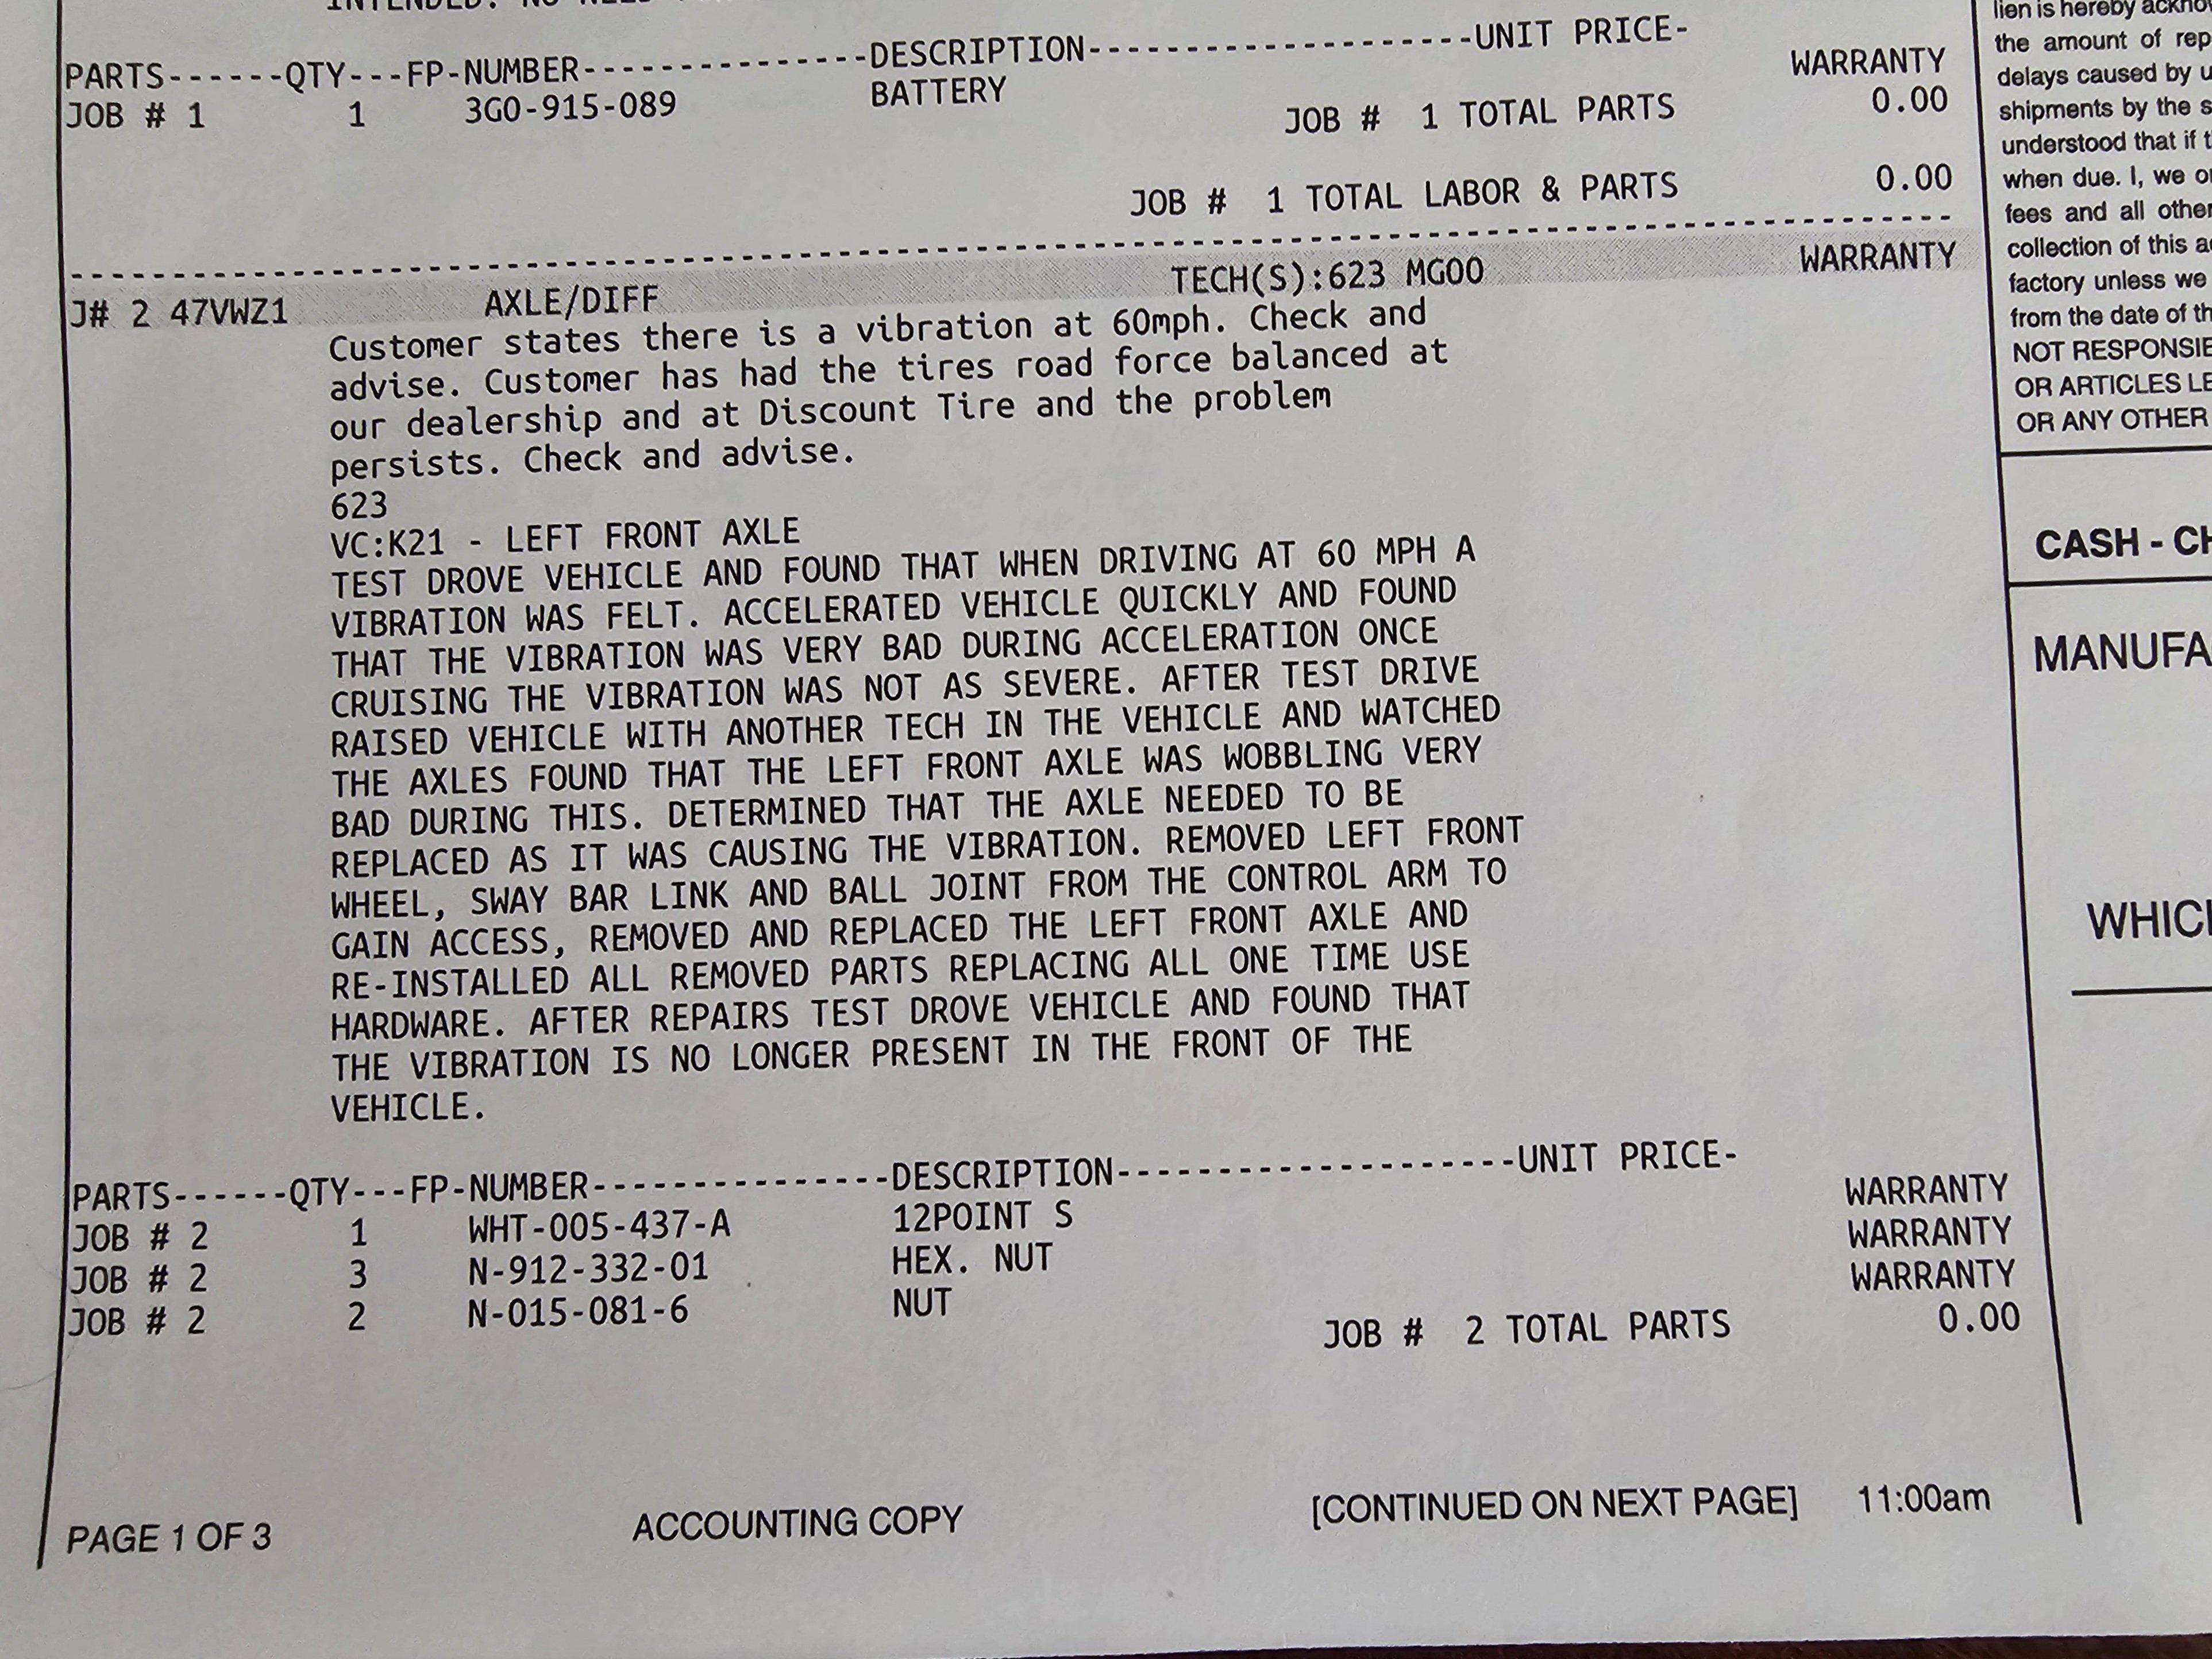 INTENDED. NO NEED
PARTS------QTY---FP-NUMBER---------------DESCRIPTION--------------------UNIT PRICE-
JOB # 1 1 3G0-915-089 BATTERY WARRANTY
JOB # 1 TOTAL PARTS 0.00
JOB # 1 TOTAL LABOR & PARTS 0.00
J# 2 47VWZ1 AXLE/DIFF TECH(S):623 MGOO WARRANTY
Customer states there is a vibration at 60mph. Check and
advise. Customer has had the tires road force balanced at
our dealership and at Discount Tire and the problem
persists. Check and advise.
623
VC:K21 - LEFT FRONT AXLE
TEST DROVE VEHICLE AND FOUND THAT WHEN DRIVING AT 60 MPH A
VIBRATION WAS FELT. ACCELERATED VEHICLE QUICKLY AND FOUND
THAT THE VIBRATION WAS VERY BAD DURING ACCELERATION ONCE
CRUISING THE VIBRATION WAS NOT AS SEVERE. AFTER TEST DRIVE
RAISED VEHICLE WITH ANOTHER TECH IN THE VEHICLE AND WATCHED
THE AXLES FOUND THAT THE LEFT FRONT AXLE WAS WOBBLING VERY
BAD DURING THIS. DETERMINED THAT THE AXLE NEEDED TO BE
REPLACED AS IT WAS CAUSING THE VIBRATION. REMOVED LEFT FRONT
WHEEL, SWAY BAR LINK AND BALL JOINT FROM THE CONTROL ARM TO
GAIN ACCESS, REMOVED AND REPLACED THE LEFT FRONT AXLE AND
RE-INSTALLED ALL REMOVED PARTS REPLACING ALL ONE TIME USE
HARDWARE. AFTER REPAIRS TEST DROVE VEHICLE AND FOUND THAT
THE VIBRATION IS NO LONGER PRESENT IN THE FRONT OF THE
VEHICLE.
PARTS------QTY---FP-NUMBER---------------DESCRIPTION--------------------UNIT PRICE-
JOB # 2 1 WHT-005-437-A 12POINT S WARRANTY
JOB # 2 3 N-912-332-01 HEX. NUT WARRANTY
JOB # 2 2 N-015-081-6 NUT WARRANTY
JOB # 2 TOTAL PARTS 0.00
PAGE 1 OF 3 ACCOUNTING COPY [CONTINUED ON NEXT PAGE] 11:00am
lien is hereby
the amount of rep
delays caused by u
shipments by the s
understood that if t
when due. I, we o
fees and all other
collection of this a
factory unless we
from the date of th
NOT RESPONSIE
OR ARTICLES LE
OR ANY OTHER
CASH - CH
MANUFA
WHICH